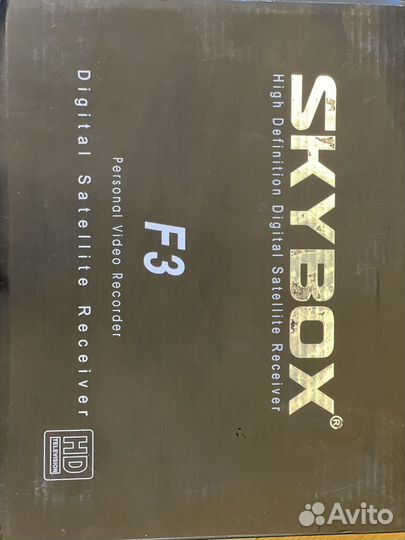 SKYBOX®
High Definition Digital Satellite Receiver
F3
Personal Video Recorder
Digital Satellite Receiver
HD
TELEVISION
Avito